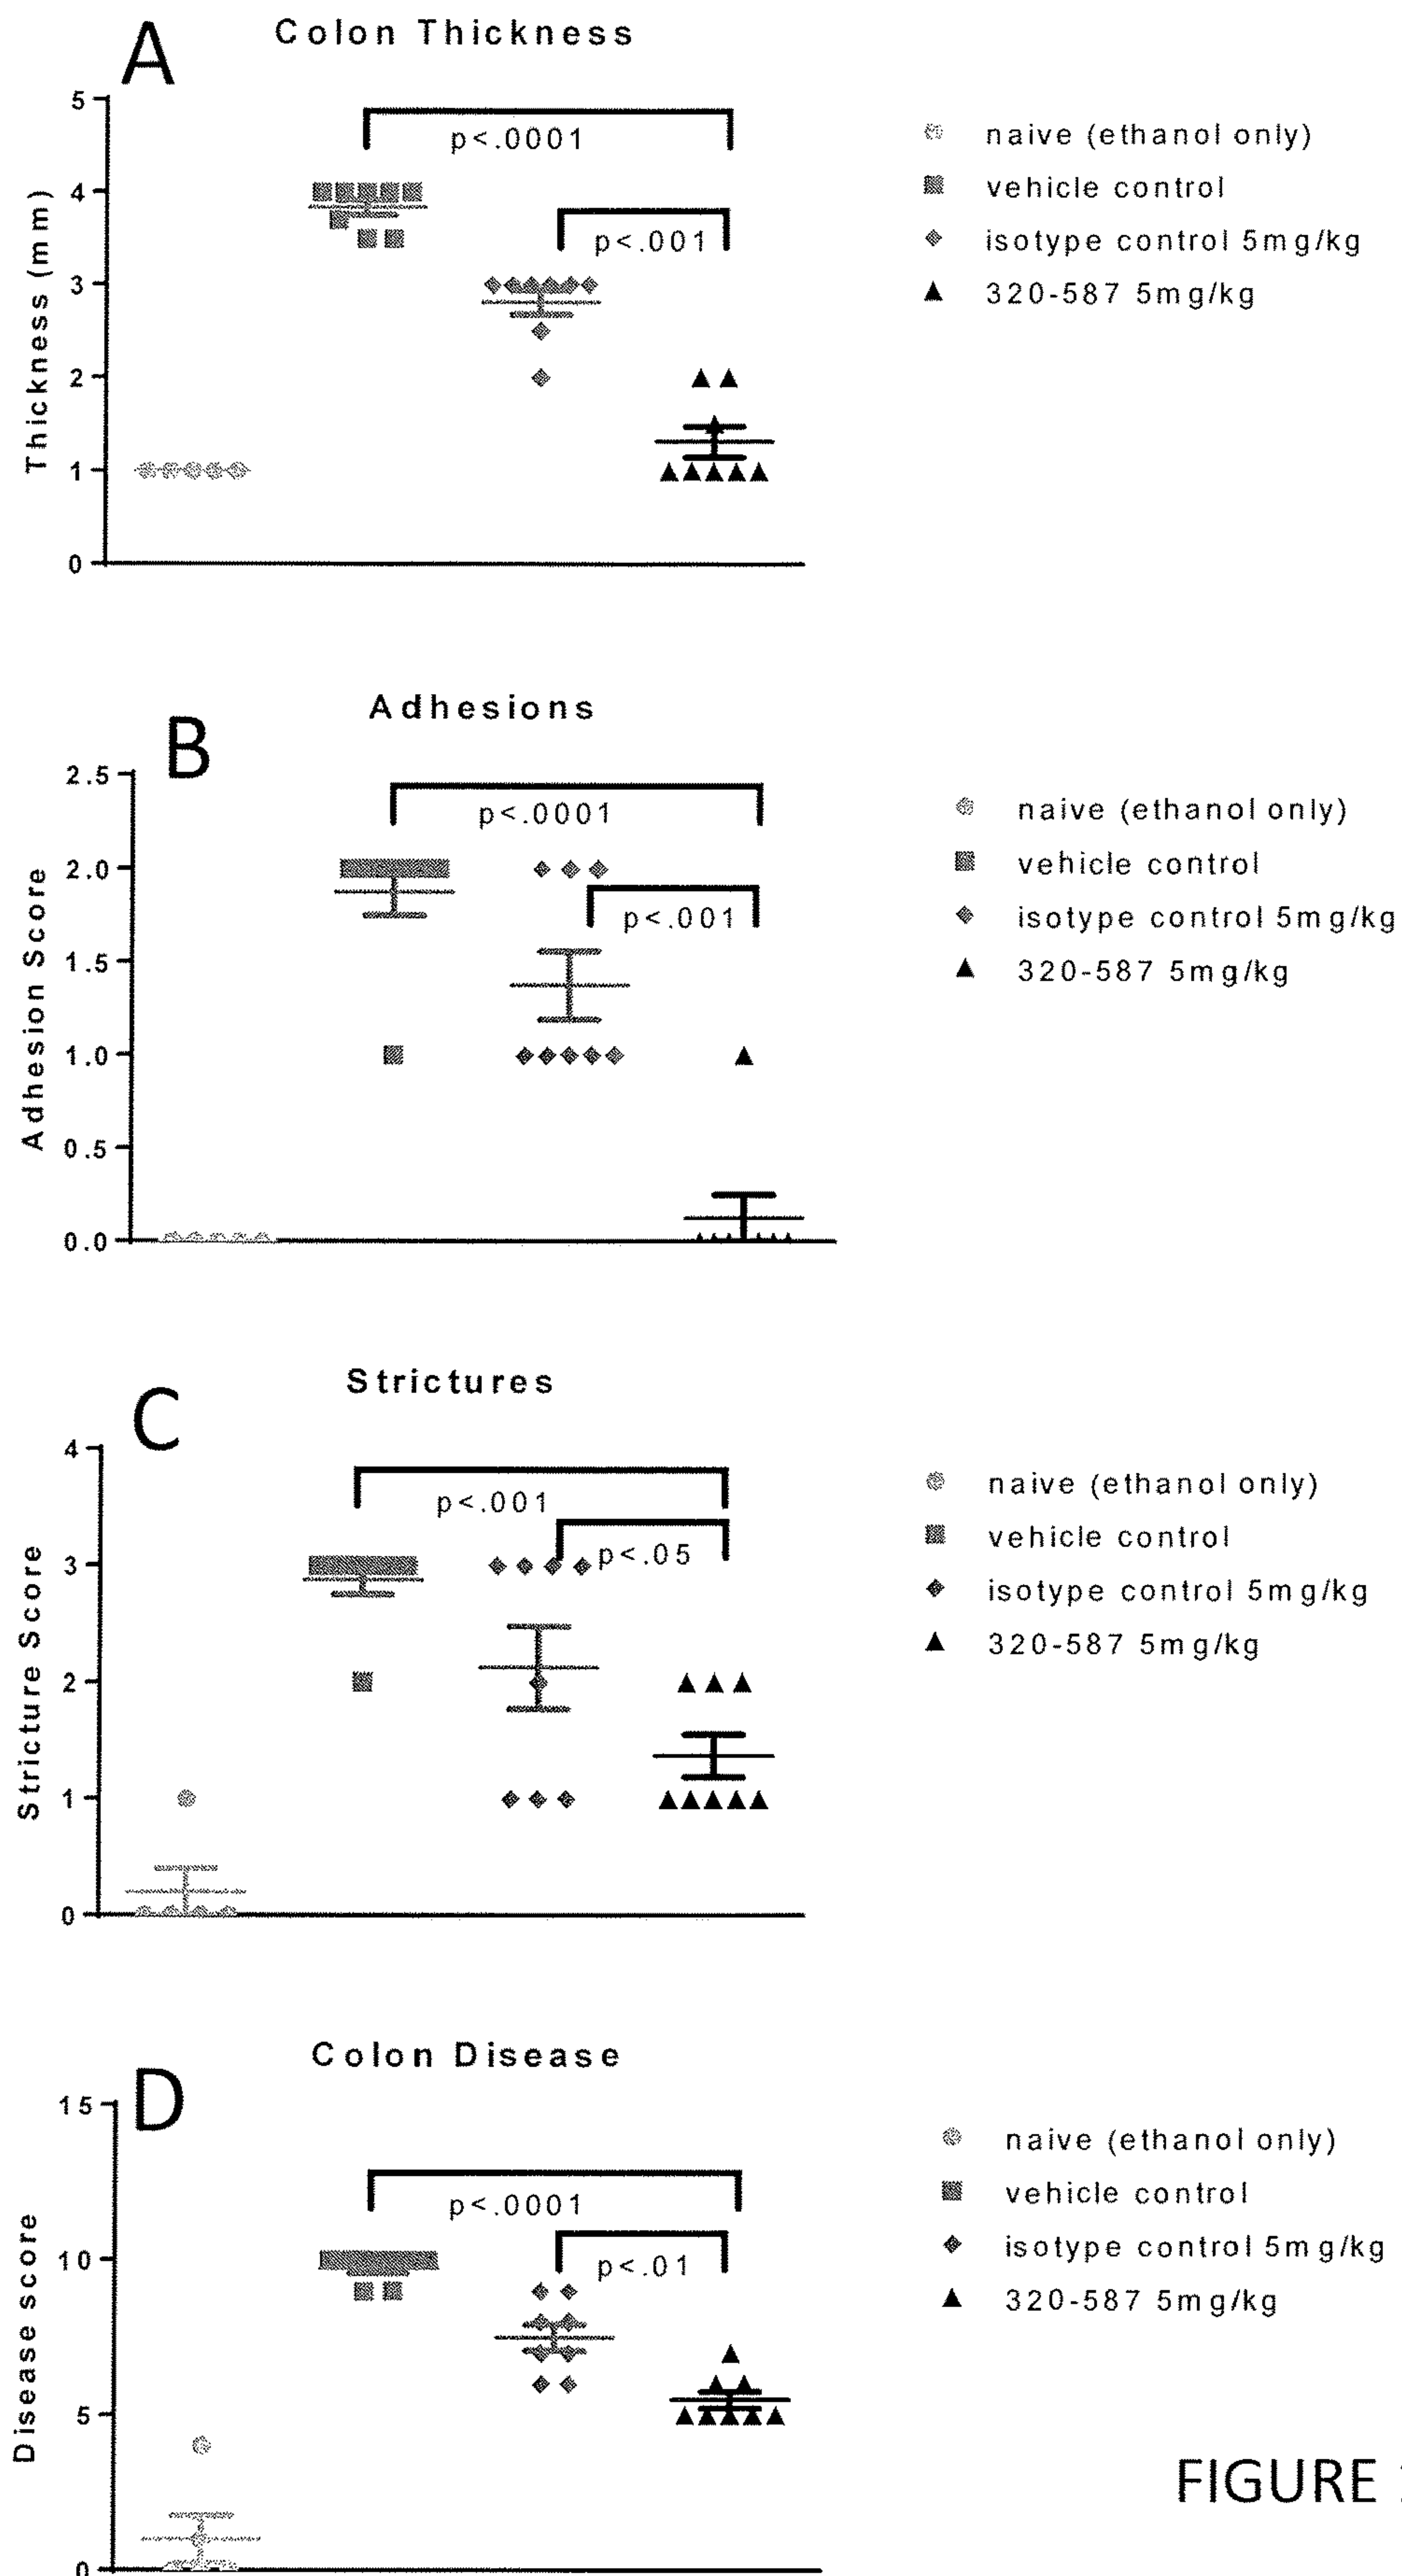 A
Colon Thickness
Thickness (mm)
5
4
3
2
1
0
p<.0001
p<.001
naive (ethanol only)
vehicle control
isotype control 5mg/kg
320-587 5mg/kg
B
Adhesions
Adhesion Score
2.5
2.0
1.5
1.0
0.5
0.0
p<.0001
p<.001
naive (ethanol only)
vehicle control
isotype control 5mg/kg
320-587 5mg/kg
C
Strictures
Stricture Score
4
3
2
1
0
p<.001
p<.05
naive (ethanol only)
vehicle control
isotype control 5mg/kg
320-587 5mg/kg
D
Colon Disease
Disease score
15
10
5
0
p<.0001
p<.01
naive (ethanol only)
vehicle control
isotype control 5mg/kg
320-587 5mg/kg
FIGURE